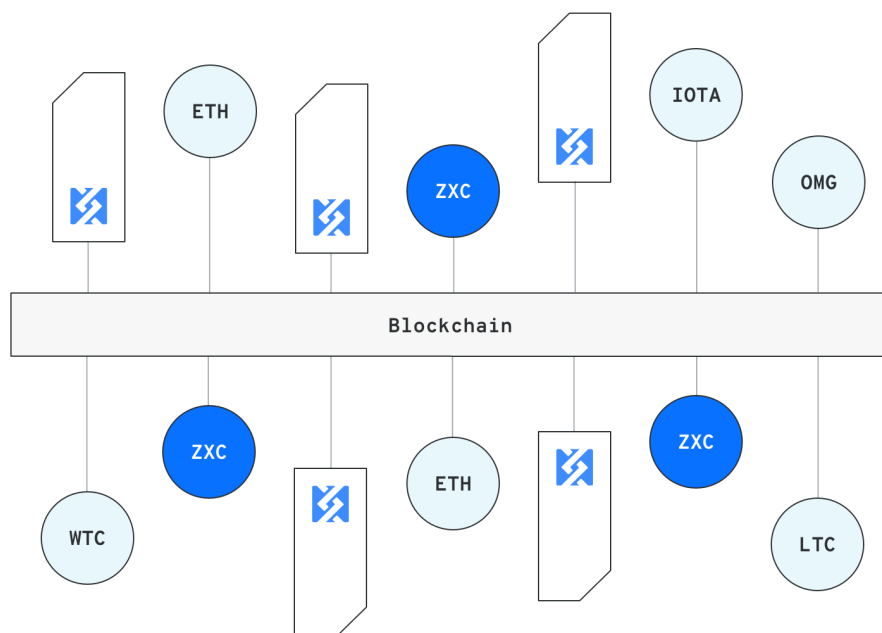 ETH
ZXC
IOTA
OMG
Blockchain
WTC
ZXC
ETH
ZXC
LTC